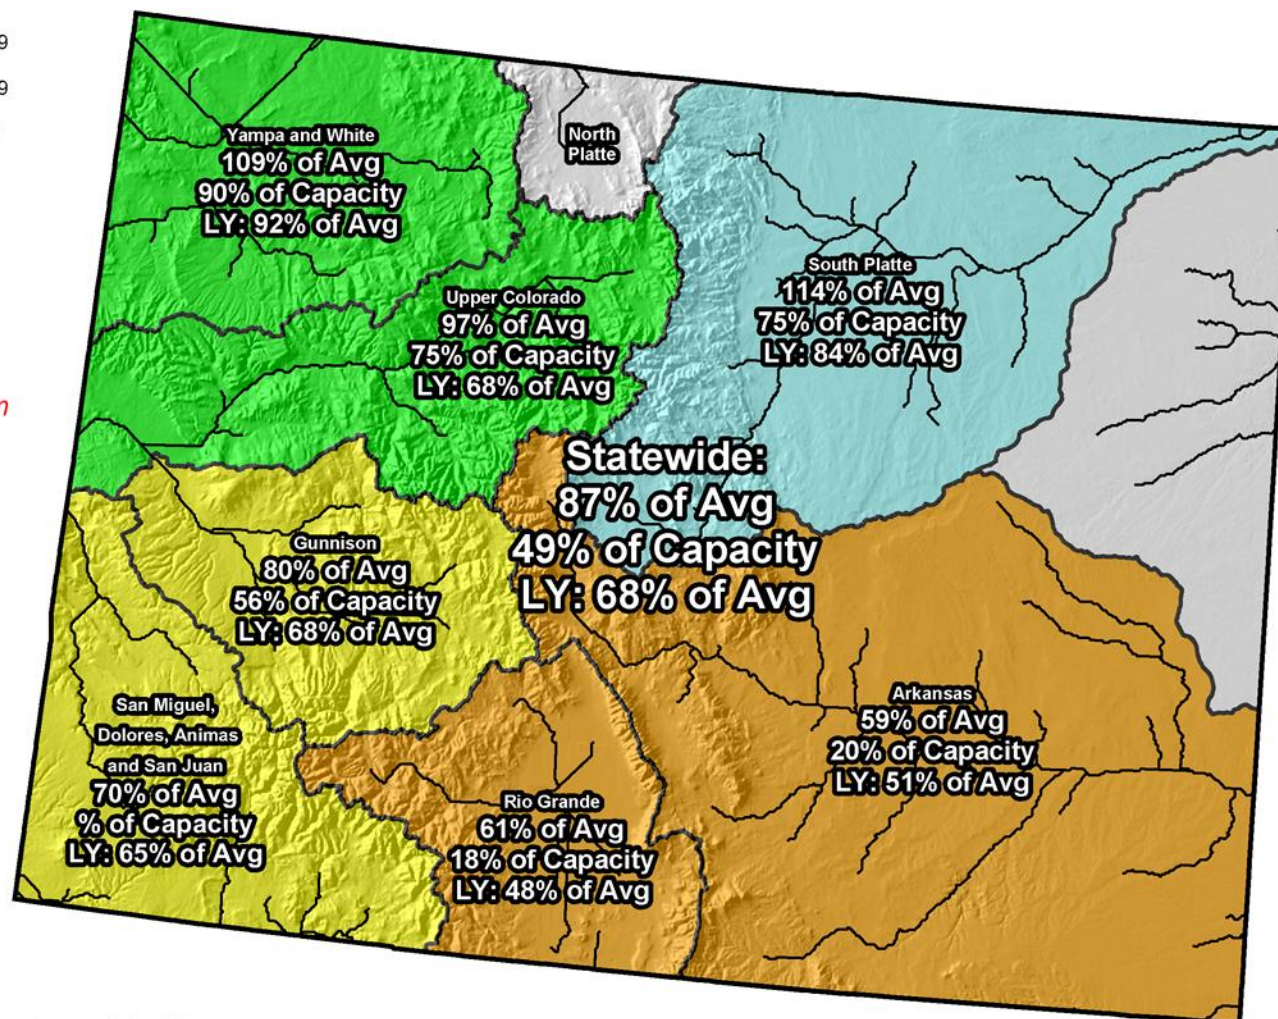 9
9
n
Yampa and White
109% of Avg
90% of Capacity
LY: 92% of Avg
North
Platte
South Platte
114% of Avg
75% of Capacity
LY: 84% of Avg
Upper Colorado
97% of Avg
75% of Capacity
LY: 68% of Avg
Statewide:
87% of Avg
49% of Capacity
LY: 68% of Avg
Gunnison
80% of Avg
56% of Capacity
LY: 68% of Avg
San Miguel,
Dolores, Animas
and San Juan
70% of Avg
% of Capacity
LY: 65% of Avg
Rio Grande
61% of Avg
18% of Capacity
LY: 48% of Avg
Arkansas
59% of Avg
20% of Capacity
LY: 51% of Avg